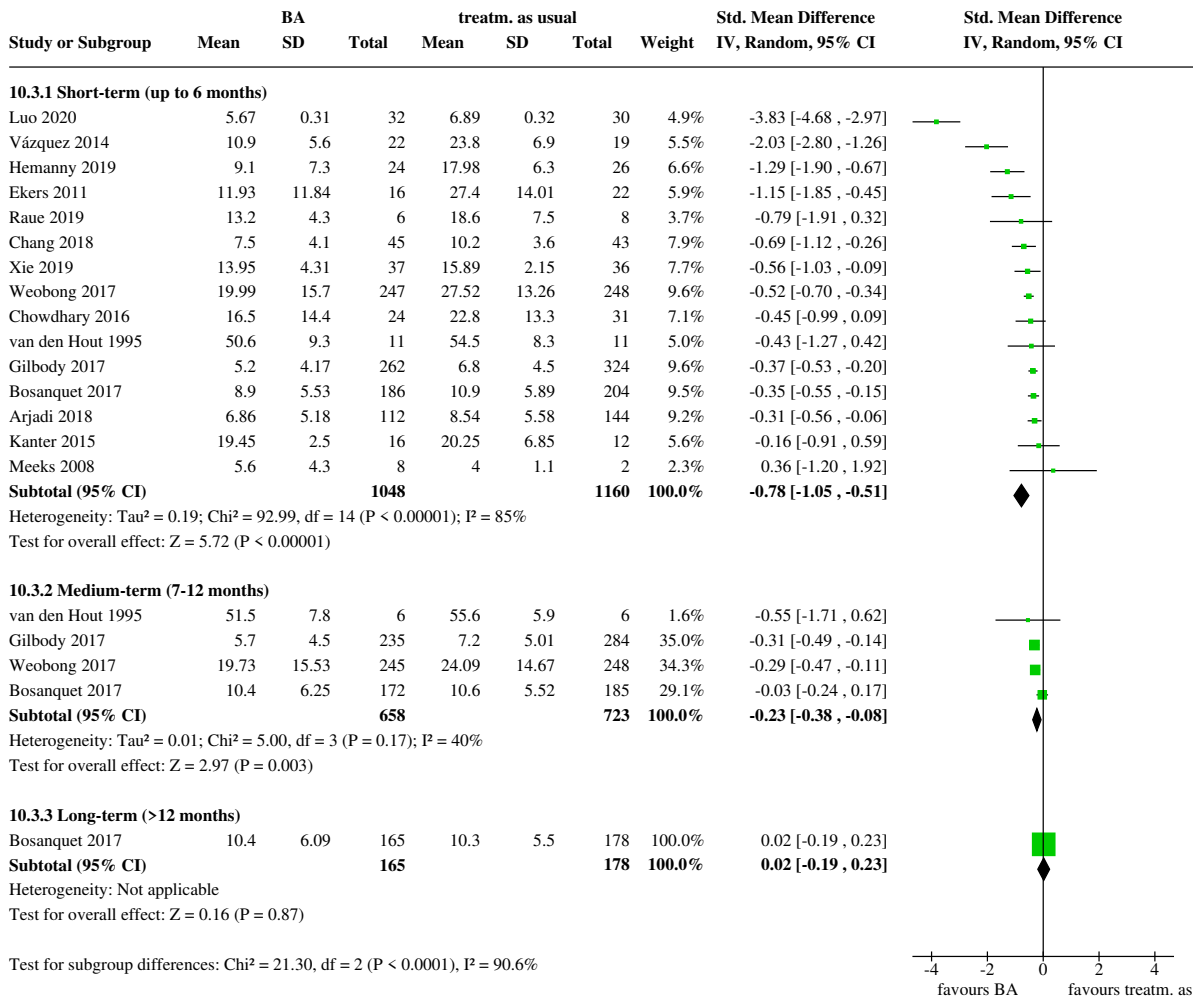 BA treatm. as usual Std. Mean Difference Std. Mean Difference
Study or Subgroup Mean SD Total Mean SD Total Weight IV, Random, 95% CI IV, Random, 95% CI
10.3.1 Short-term (up to 6 months)
Luo 2020 5.67 0.31 32 6.89 0.32 30 4.9% -3.83 [-4.68 , -2.97]
Vázquez 2014 10.9 5.6 22 23.8 6.9 19 5.5% -2.03 [-2.80 , -1.26]
Hemanny 2019 9.1 7.3 24 17.98 6.3 26 6.6% -1.29 [-1.90 , -0.67]
Ekers 2011 11.93 11.84 16 27.4 14.01 22 5.9% -1.15 [-1.85 , -0.45]
Raue 2019 13.2 4.3 6 18.6 7.5 8 3.7% -0.79 [-1.91 , 0.32]
Chang 2018 7.5 4.1 45 10.2 3.6 43 7.9% -0.69 [-1.12 , -0.26]
Xie 2019 13.95 4.31 37 15.89 2.15 36 7.7% -0.56 [-1.03 , -0.09]
Weobong 2017 19.99 15.7 247 27.52 13.26 248 9.6% -0.52 [-0.70 , -0.34]
Chowdhary 2016 16.5 14.4 24 22.8 13.3 31 7.1% -0.45 [-0.99 , 0.09]
van den Hout 1995 50.6 9.3 11 54.5 8.3 11 5.0% -0.43 [-1.27 , 0.42]
Gilbody 2017 5.2 4.17 262 6.8 4.5 324 9.6% -0.37 [-0.53 , -0.20]
Bosanquet 2017 8.9 5.53 186 10.9 5.89 204 9.5% -0.35 [-0.55 , -0.15]
Arjadi 2018 6.86 5.18 112 8.54 5.58 144 9.2% -0.31 [-0.56 , -0.06]
Kanter 2015 19.45 2.5 16 20.25 6.85 12 5.6% -0.16 [-0.91 , 0.59]
Meeks 2008 5.6 4.3 8 4 1.1 2 2.3% 0.36 [-1.20 , 1.92]
Subtotal (95% CI) 1048 1160 100.0% -0.78 [-1.05 , -0.51]
Heterogeneity: Tau² = 0.19; Chi² = 92.99, df = 14 (P < 0.00001); I² = 85%
Test for overall effect: Z = 5.72 (P < 0.00001)
10.3.2 Medium-term (7-12 months)
van den Hout 1995 51.5 7.8 6 55.6 5.9 6 1.6% -0.55 [-1.71 , 0.62]
Gilbody 2017 5.7 4.5 235 7.2 5.01 284 35.0% -0.31 [-0.49 , -0.14]
Weobong 2017 19.73 15.53 245 24.09 14.67 248 34.3% -0.29 [-0.47 , -0.11]
Bosanquet 2017 10.4 6.25 172 10.6 5.52 185 29.1% -0.03 [-0.24 , 0.17]
Subtotal (95% CI) 658 723 100.0% -0.23 [-0.38 , -0.08]
Heterogeneity: Tau² = 0.01; Chi² = 5.00, df = 3 (P = 0.17); I² = 40%
Test for overall effect: Z = 2.97 (P = 0.003)
10.3.3 Long-term (>12 months)
Bosanquet 2017 10.4 6.09 165 10.3 5.5 178 100.0% 0.02 [-0.19 , 0.23]
Subtotal (95% CI) 165 178 100.0% 0.02 [-0.19 , 0.23]
Heterogeneity: Not applicable
Test for overall effect: Z = 0.16 (P = 0.87)
Test for subgroup differences: Chi² = 21.30, df = 2 (P < 0.0001), I² = 90.6%
-4 -2 0 2 4
favours BA favours treatm. as